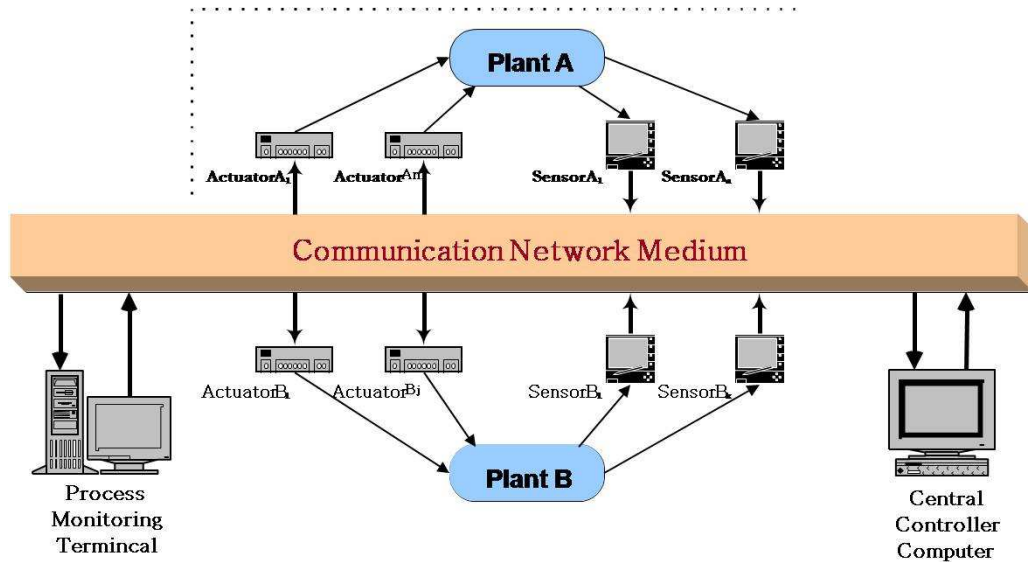 Plant A
ActuatorA₁
ActuatorAm
SensorA₁
SensorAₙ
Communication Network Medium
ActuatorB₁
ActuatorBj
SensorB₁
SensorBₖ
Plant B
Process
Monitoring
Termincal
Central
Controller
Computer